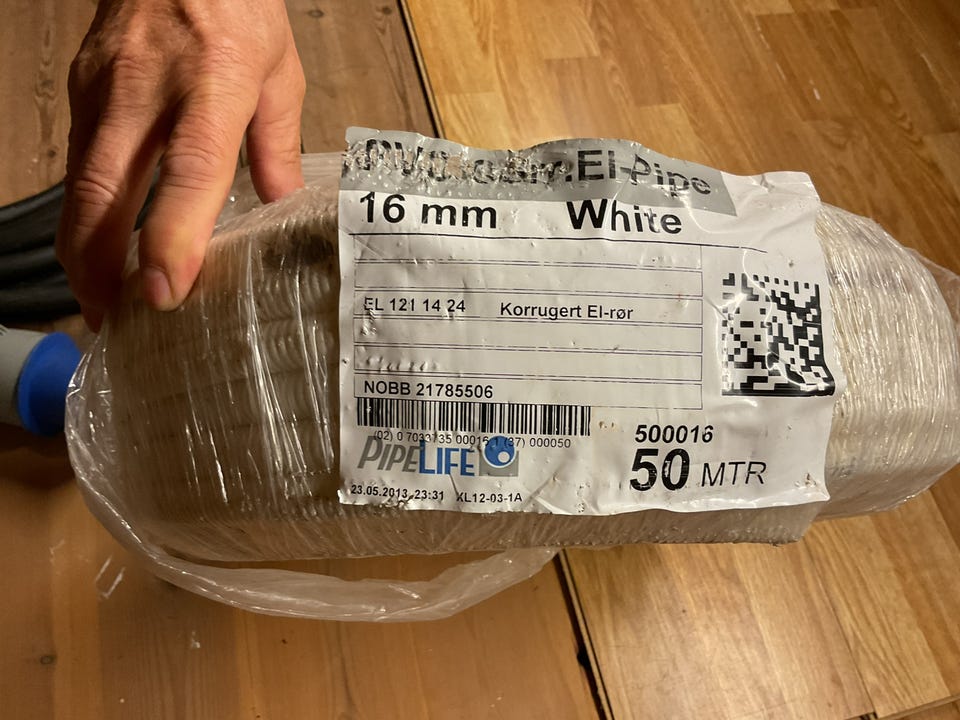 El-Pipe
16 mm White
EL 121 14 24 Korrugert El-rør
NOBB 21785506
(02) 0 7033735 00016 1 (37) 000050
500016
PIPELIFE
50 MTR
23.05.2013, 23:31 XL12-03-1A